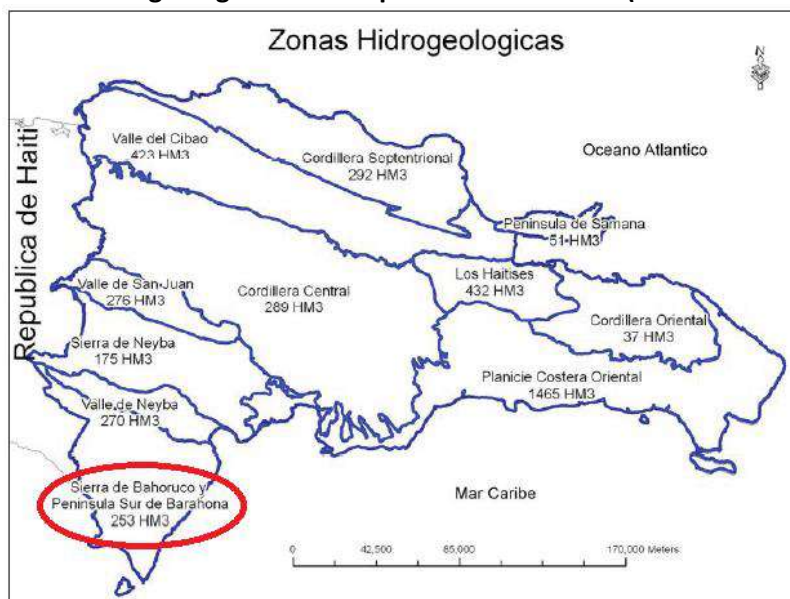 Zonas Hidrogeologicas
N
Valle del Cibao
423 HM3
Cordillera Septentrional
292 HM3
Oceano Atlantico
Republica de Haiti
Peninsula de Samana
51 HM3
Valle de San Juan
276 HM3
Cordillera Central
289 HM3
Los Haitises
432 HM3
Cordillera Oriental
37 HM3
Sierra de Neyba
175 HM3
Planicie Costera Oriental
1465 HM3
Valle de Neyba
270 HM3
Sierra de Bahoruco y
Peninsula Sur de Barahona
253 HM3
Mar Caribe
0 42,500 85,000 170,000 Meters